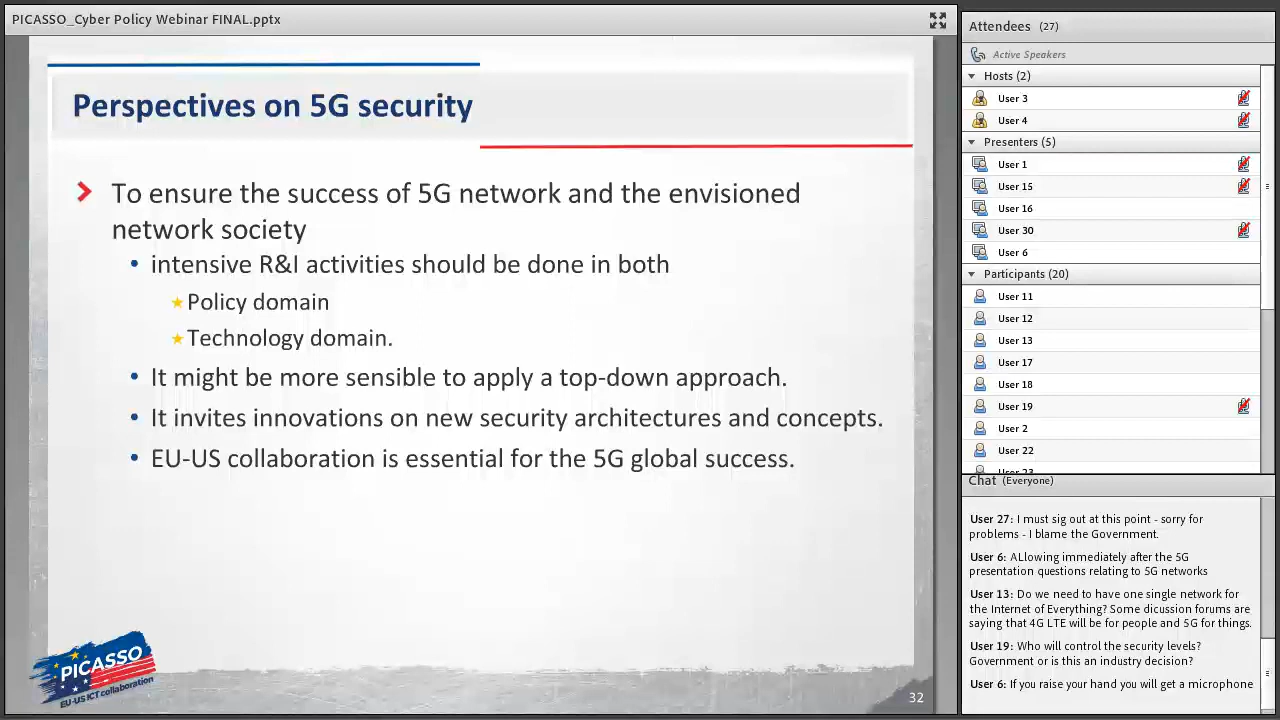 PICASSO_Cyber Policy Webinar FINAL.pptx
Perspectives on 5G security
To ensure the success of 5G network and the envisioned
network society
intensive R&I activities should be done in both
Policy domain
Technology domain.
It might be more sensible to apply a top-down approach.
It invites innovations on new security architectures and concepts.
EU-US collaboration is essential for the 5G global success.
PICASSO
EU-US ICT collaboration
32
Attendees (27)
Active Speakers
Hosts (2)
User 3
User 4
Presenters (5)
User 1
User 15
User 16
User 30
User 6
Participants (20)
User 11
User 12
User 13
User 17
User 18
User 19
User 2
User 22
User 23
Chat (Everyone)
User 27: I must sig out at this point - sorry for
problems - I blame the Government.
User 6: ALlowing immediately after the 5G
presentation questions relating to 5G networks
User 13: Do we need to have one single network for
the Internet of Everything? Some dicussion forums are
saying that 4G LTE will be for people and 5G for things.
User 19: Who will control the security levels?
Government or is this an industry decision?
User 6: If you raise your hand you will get a microphone